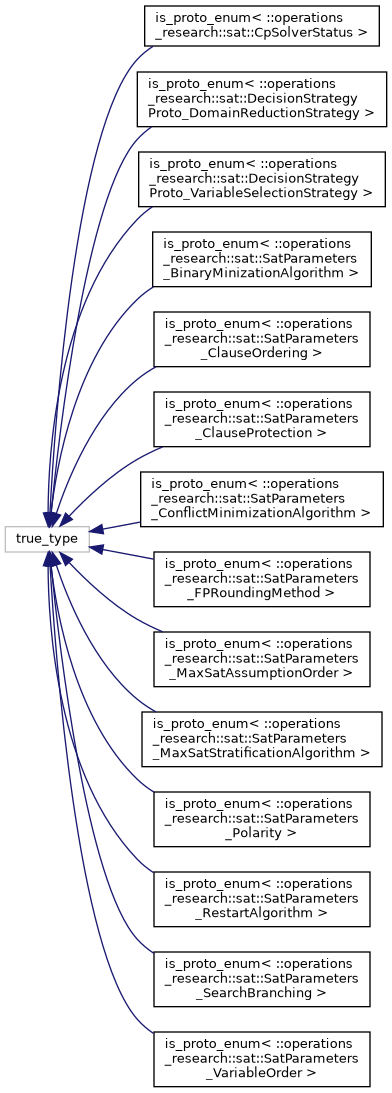 is_proto_enum< ::operations
_research::sat::CpSolverStatus >
is_proto_enum< ::operations
_research::sat::DecisionStrategy
Proto_DomainReductionStrategy >
is_proto_enum< ::operations
_research::sat::DecisionStrategy
Proto_VariableSelectionStrategy >
is_proto_enum< ::operations
_research::sat::SatParameters
_BinaryMinizationAlgorithm >
is_proto_enum< ::operations
_research::sat::SatParameters
_ClauseOrdering >
is_proto_enum< ::operations
_research::sat::SatParameters
_ClauseProtection >
is_proto_enum< ::operations
_research::sat::SatParameters
_ConflictMinimizationAlgorithm >
true_type
is_proto_enum< ::operations
_research::sat::SatParameters
_FPRoundingMethod >
is_proto_enum< ::operations
_research::sat::SatParameters
_MaxSatAssumptionOrder >
is_proto_enum< ::operations
_research::sat::SatParameters
_MaxSatStratificationAlgorithm >
is_proto_enum< ::operations
_research::sat::SatParameters
_Polarity >
is_proto_enum< ::operations
_research::sat::SatParameters
_RestartAlgorithm >
is_proto_enum< ::operations
_research::sat::SatParameters
_SearchBranching >
is_proto_enum< ::operations
_research::sat::SatParameters
_VariableOrder >